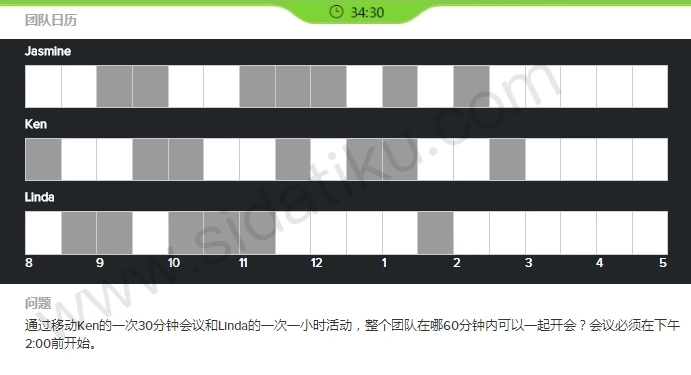 34:30
团队日历
Jasmine
Ken
Linda
8 9 10 11 12 1 2 3 4 5
问题
通过移动Ken的一次30分钟会议和Linda的一次一小时活动，整个团队在哪60分钟内可以一起开会？会议必须在下午
2:00前开始。
www.sidatiku.com